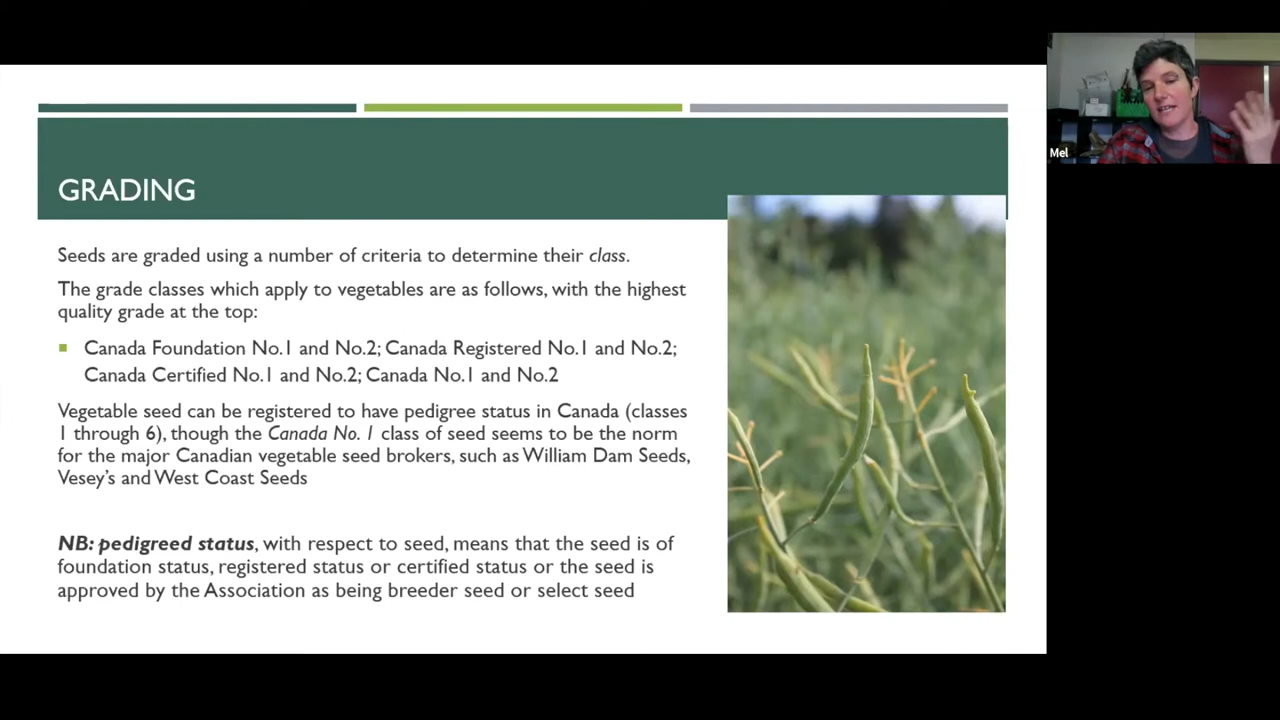 GRADING
Seeds are graded using a number of criteria to determine their class.
The grade classes which apply to vegetables are as follows, with the highest
quality grade at the top:
Canada Foundation No.1 and No.2; Canada Registered No.1 and No.2;
Canada Certified No.1 and No.2; Canada No.1 and No.2
Vegetable seed can be registered to have pedigree status in Canada (classes
1 through 6), though the Canada No. 1 class of seed seems to be the norm
for the major Canadian vegetable seed brokers, such as William Dam Seeds,
Vesey's and West Coast Seeds
NB: pedigreed status, with respect to seed, means that the seed is of
foundation status, registered status or certified status or the seed is
approved by the Association as being breeder seed or select seed
Mel